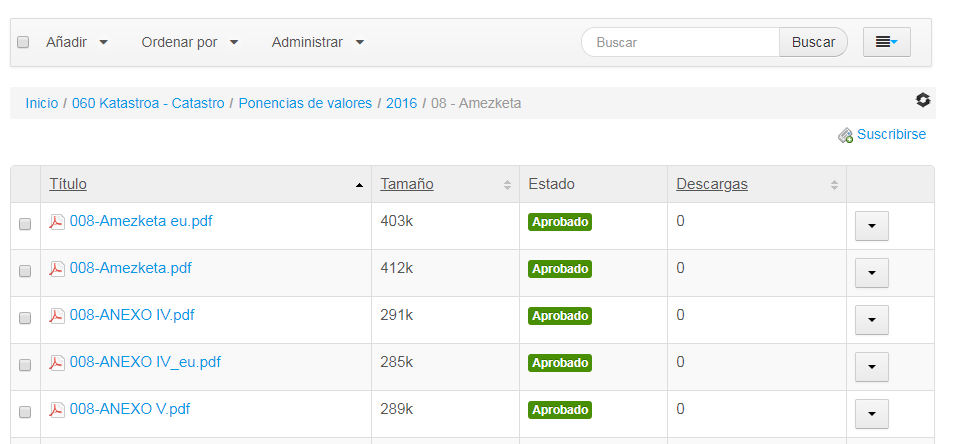 Añadir Ordenar por Administrar Buscar Buscar
Inicio / 060 Katastroa - Catastro / Ponencias de valores / 2016 / 08 - Amezketa
Suscribirse
Título Tamaño Estado Descargas
008-Amezketa eu.pdf 403k Aprobado 0
008-Amezketa.pdf 412k Aprobado 0
008-ANEXO IV.pdf 291k Aprobado 0
008-ANEXO IV_eu.pdf 285k Aprobado 0
008-ANEXO V.pdf 289k Aprobado 0